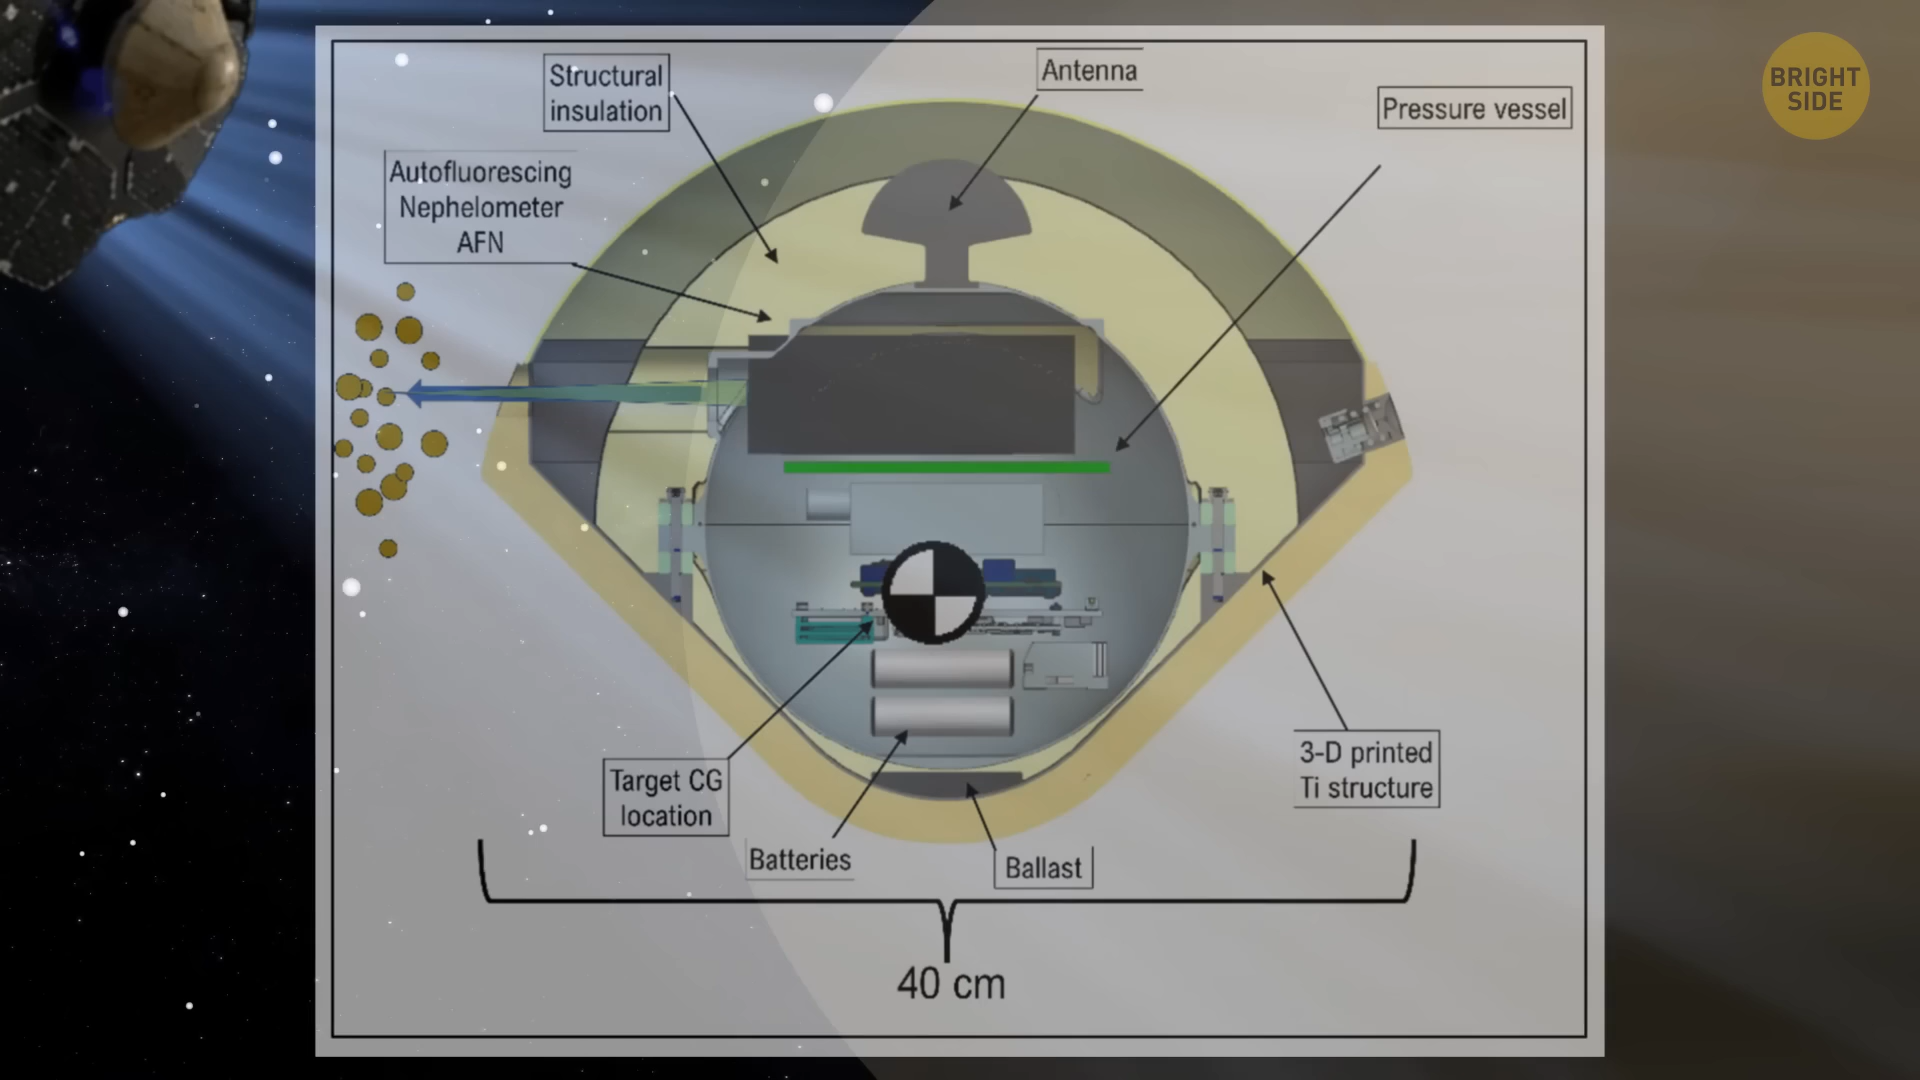 Structural
insulation
Antenna
Pressure vessel
BRIGHT
SIDE
Autofluorescing
Nephelometer
AFN
Target CG
location
Batteries
Ballast
3-D printed
Ti structure
40 cm